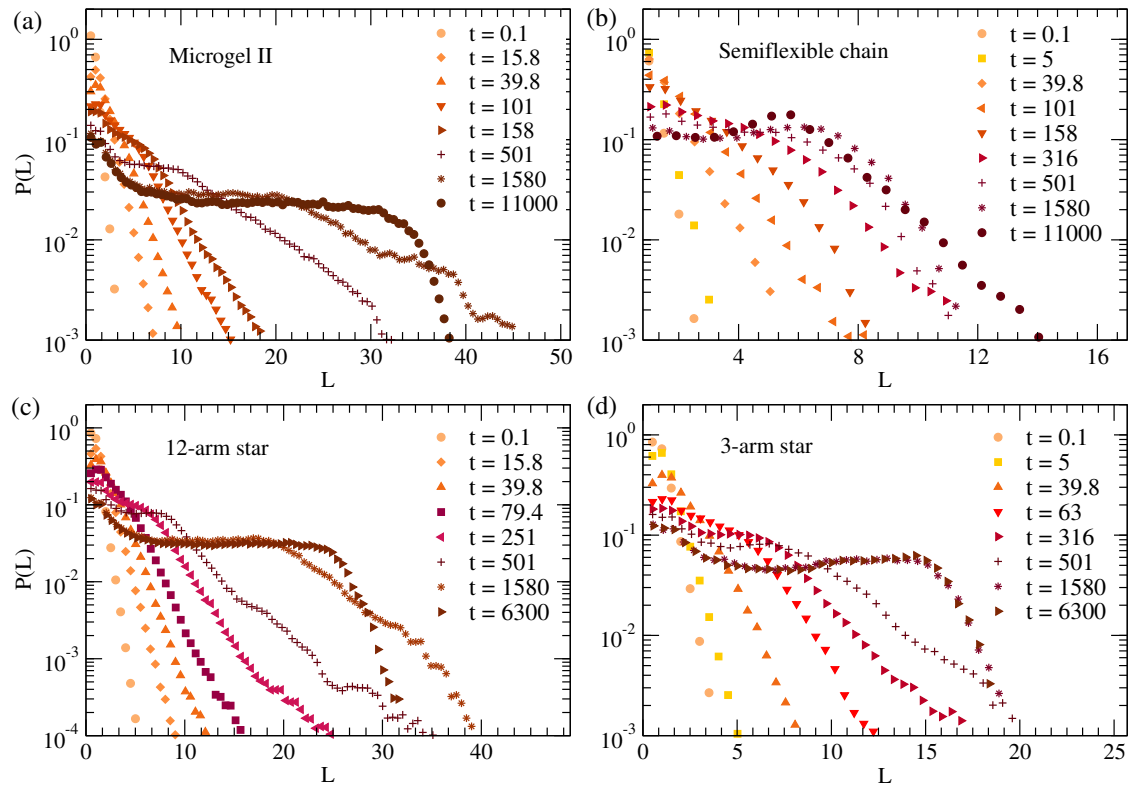 (a)
Microgel II
t = 0.1
t = 15.8
t = 39.8
t = 101
t = 158
t = 501
t = 1580
t = 11000
P(L)
10^0
10^-1
10^-2
10^-3
0 10 20 30 40 50
L
(b)
Semiflexible chain
t = 0.1
t = 5
t = 39.8
t = 101
t = 158
t = 316
t = 501
t = 1580
t = 11000
10^0
10^-1
10^-2
10^-3
4 8 12 16
L
(c)
12-arm star
t = 0.1
t = 15.8
t = 39.8
t = 79.4
t = 251
t = 501
t = 1580
t = 6300
P(L)
10^0
10^-1
10^-2
10^-3
10^-4
0 10 20 30 40
L
(d)
3-arm star
t = 0.1
t = 5
t = 39.8
t = 63
t = 316
t = 501
t = 1580
t = 6300
10^0
10^-1
10^-2
10^-3
0 5 10 15 20 25
L